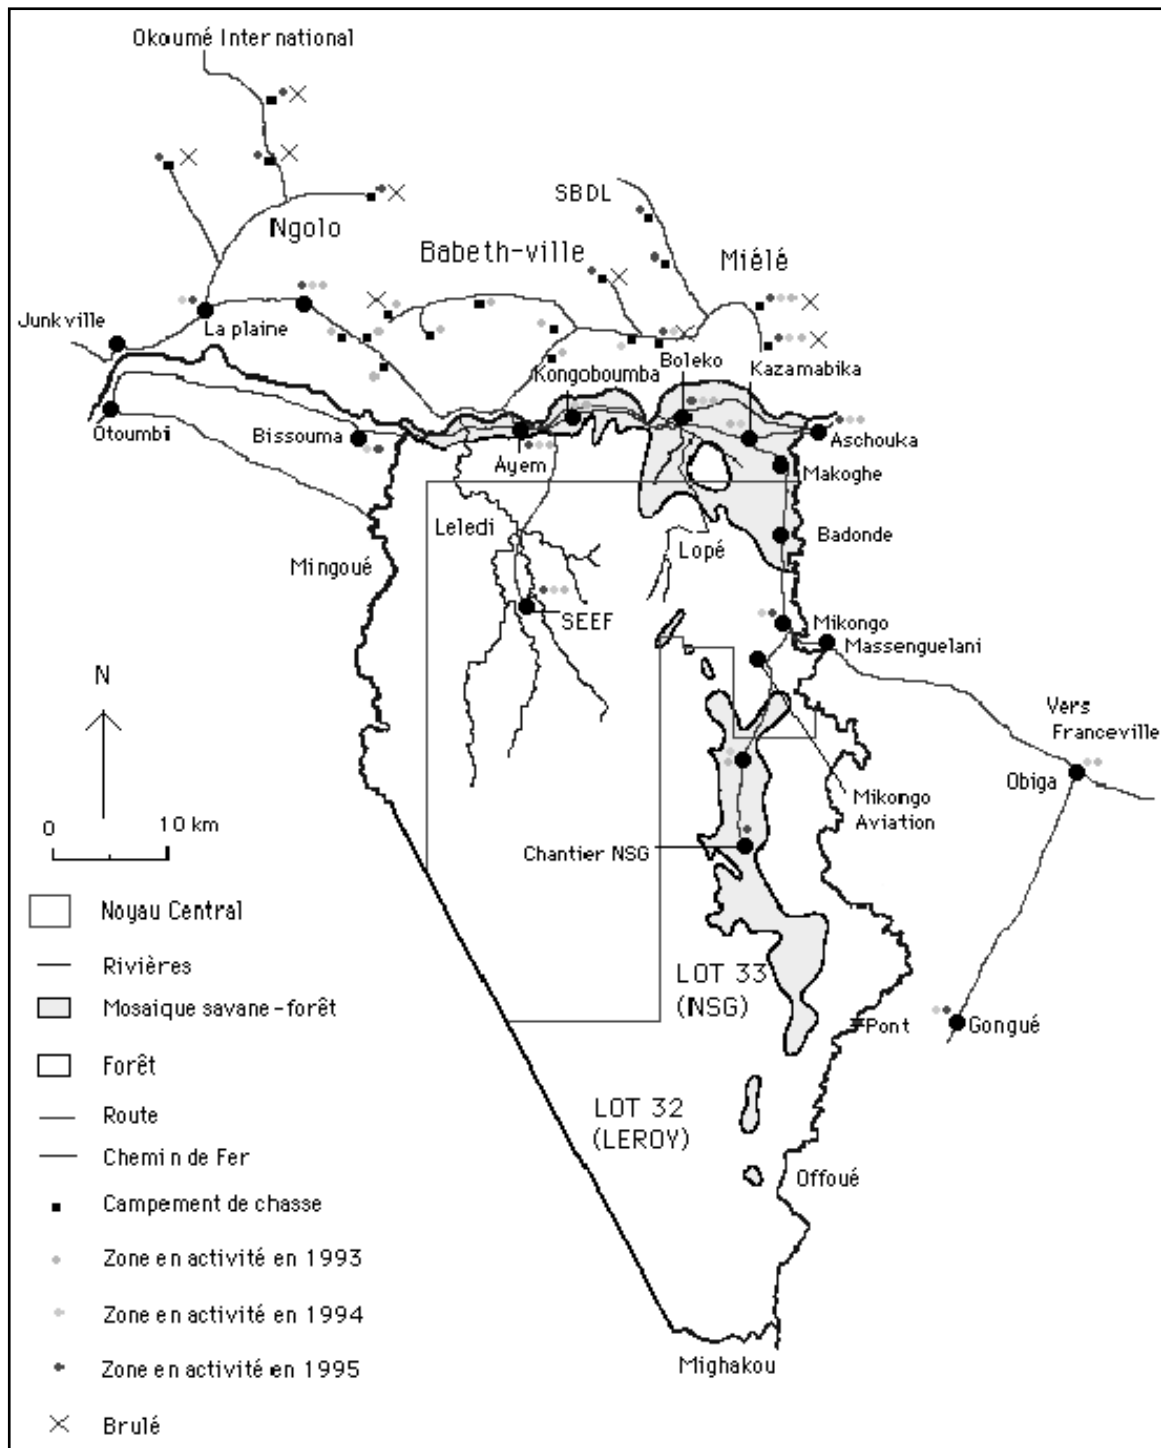 Okoumé International
SBDL
Ngolo
Babeth-ville
Miélé
Junkville
La plaine
Boleko
Kongoboumba
Kazamabika
Otoumbi
Bissouma
Ayem
Aschouka
Makoghe
Leledi
Lopé
Badonde
Mingoué
SEEF
Mikongo
Massenguelani
N
Vers
Franceville
Obiga
0 10 km
Mikongo
Aviation
Chantier NSG
Noyau Central
Rivières
LOT 33
(NSG)
Mosaique savane-forêt
Pont
Gongué
Forêt
Route
LOT 32
(LEROY)
Chemin de Fer
Offoué
Campement de chasse
Zone en activité en 1993
Zone en activité en 1994
Zone en activité en 1995
Mighakou
Brulé